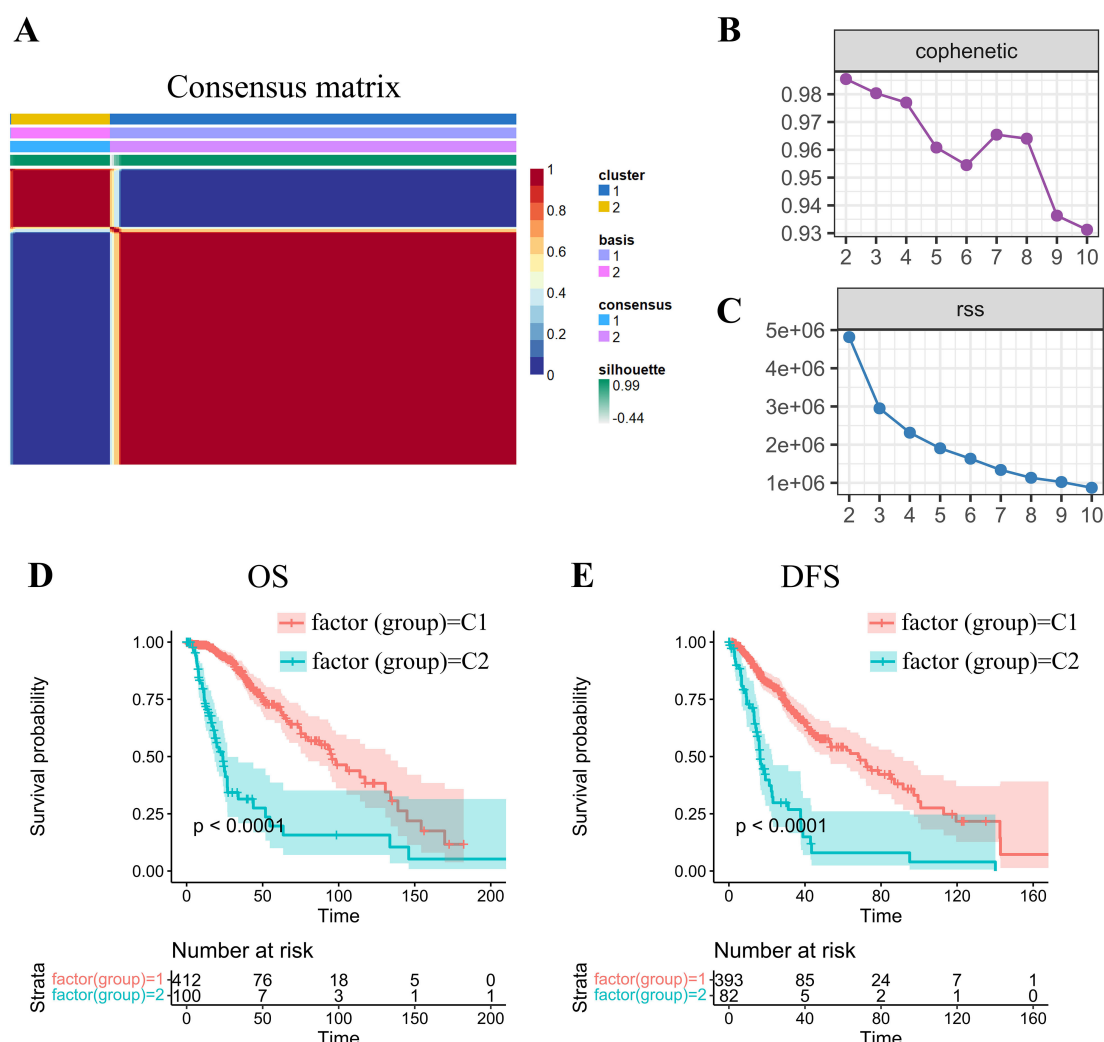 A
Consensus matrix
1
0.8
0.6
0.4
0.2
0
cluster
1
2
basis
1
2
consensus
1
2
silhouette
0.99
-0.44
B
cophenetic
0.98
0.97
0.96
0.95
0.94
0.93
2 3 4 5 6 7 8 9 10
C
rss
5e+06
4e+06
3e+06
2e+06
1e+06
2 3 4 5 6 7 8 9 10
D
OS
factor (group)=C1
factor (group)=C2
Survival probability
1.00
0.75
0.50
0.25
0.00
p < 0.0001
0 50 100 150 200
Time
Number at risk
Strata
factor(group)=1 412 76 18 5 0
factor(group)=2 100 7 3 1 1
0 50 100 150 200
Time
E
DFS
factor (group)=C1
factor (group)=C2
Survival probability
1.00
0.75
0.50
0.25
0.00
p < 0.0001
0 40 80 120 160
Time
Number at risk
Strata
factor(group)=1 393 85 24 7 1
factor(group)=2 82 5 2 1 0
0 40 80 120 160
Time